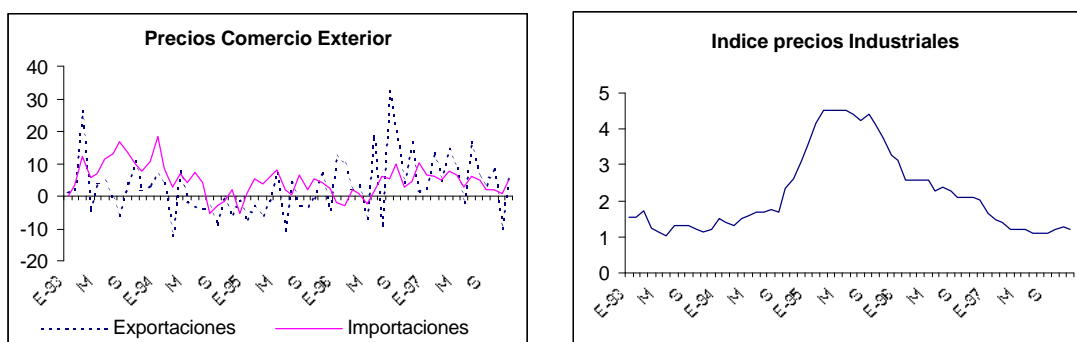 Precios Comercio Exterior
40
30
20
10
0
-10
-20
E-93
M
S
E-94
M
S
E-95
M
S
E-96
M
S
E-97
M
S
Exportaciones
Importaciones
Indice precios Industriales
5
4
3
2
1
0
E-93
M
S
E-94
M
S
E-95
M
S
E-96
M
S
E-97
M
S